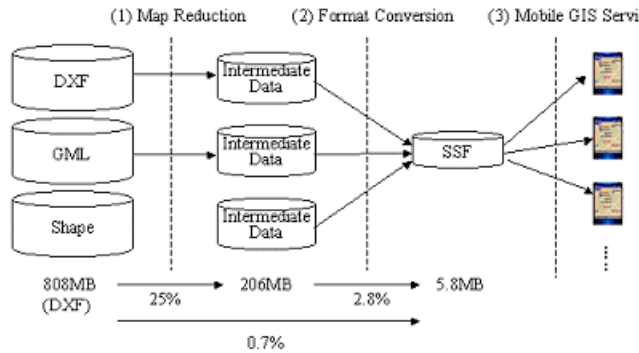 (1) Map Reduction
(2) Format Conversion
(3) Mobile GIS Servi
DXF
Intermediate
Data
GML
Intermediate
Data
SSF
Shape
Intermediate
Data
808MB
(DXF)
25%
206MB
2.8%
5.8MB
0.7%